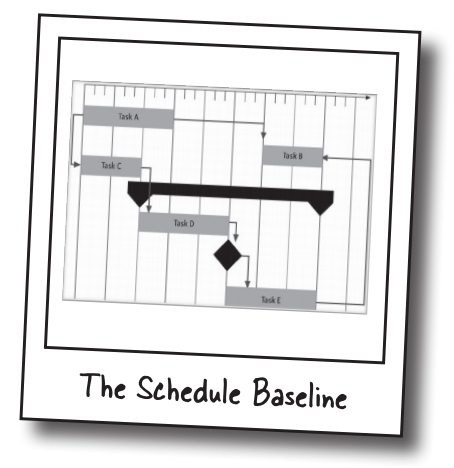 Task A
Task B
Task C
Task D
Task E
The Schedule Baseline